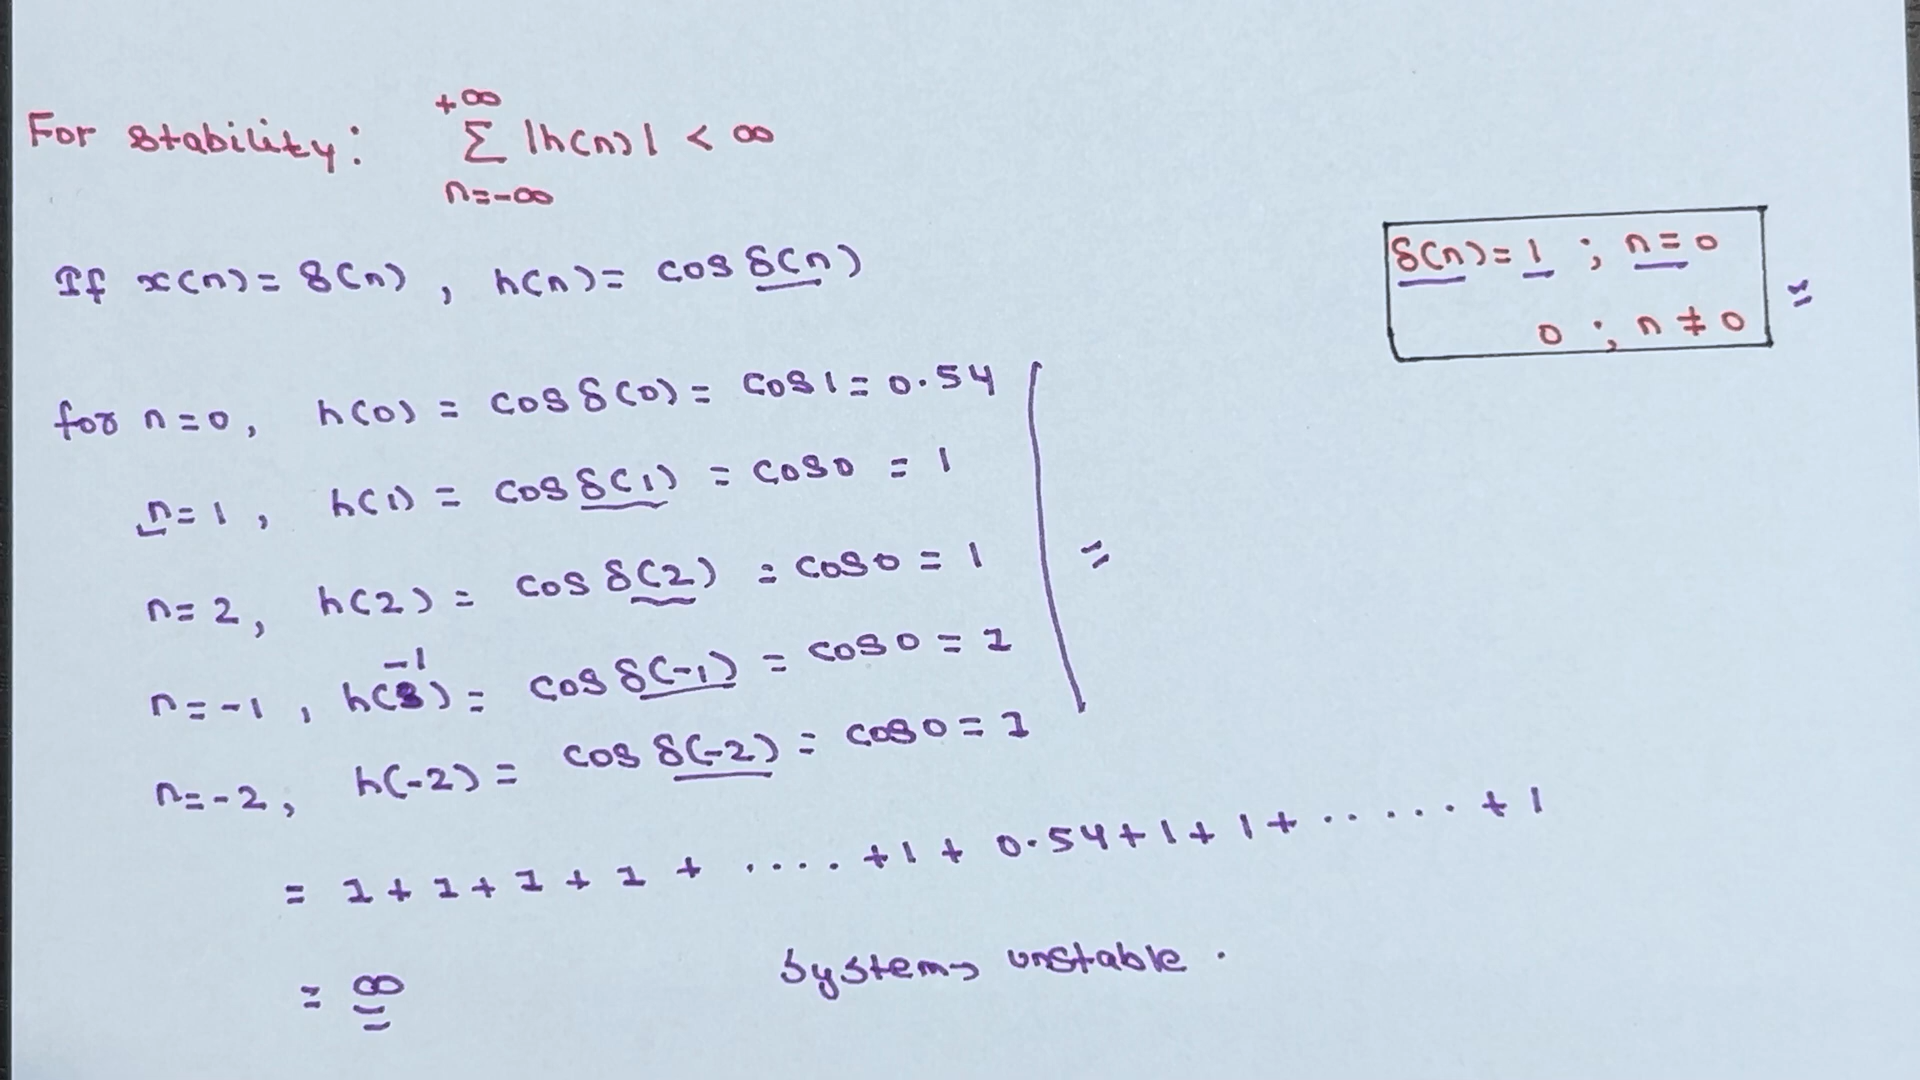 For stability: +∞ Σ n=-∞ |h(n)| < ∞
If x(n) = δ(n) , h(n) = cos δ(n)
δ(n) = 1 ; n = 0
0 ; n ≠ 0
=
for n=0, h(0) = cos δ(0) = cos 1 = 0.54
n=1, h(1) = cos δ(1) = cos 0 = 1
n=2, h(2) = cos δ(2) = cos 0 = 1
=
n=-1, h(-1) = cos δ(-1) = cos 0 = 1
n=-2, h(-2) = cos δ(-2) = cos 0 = 1
= 1+1+1+1+ .... +1+ 0.54+1+1+ ..... +1
= ∞
System→ unstable.